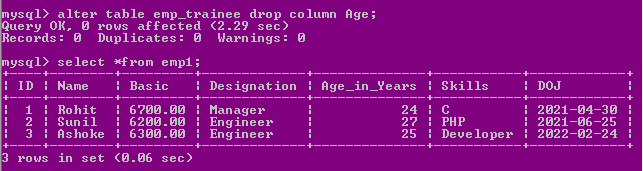 mysql> alter table emp_trainee drop column Age;
Query OK, 0 rows affected (2.29 sec)
Records: 0  Duplicates: 0  Warnings: 0
mysql> select *from emp1;
+----+--------+---------+-------------+--------------+-----------+------------+
| ID | Name   | Basic   | Designation | Age_in_Years | Skills    | DOJ        |
+----+--------+---------+-------------+--------------+-----------+------------+
|  1 | Rohit  | 6700.00 | Manager     |           24 | C         | 2021-04-30 |
|  2 | Sunil  | 6200.00 | Engineer    |           27 | PHP       | 2021-06-25 |
|  3 | Ashoke | 6300.00 | Engineer    |           25 | Developer | 2022-02-24 |
+----+--------+---------+-------------+--------------+-----------+------------+
3 rows in set (0.06 sec)